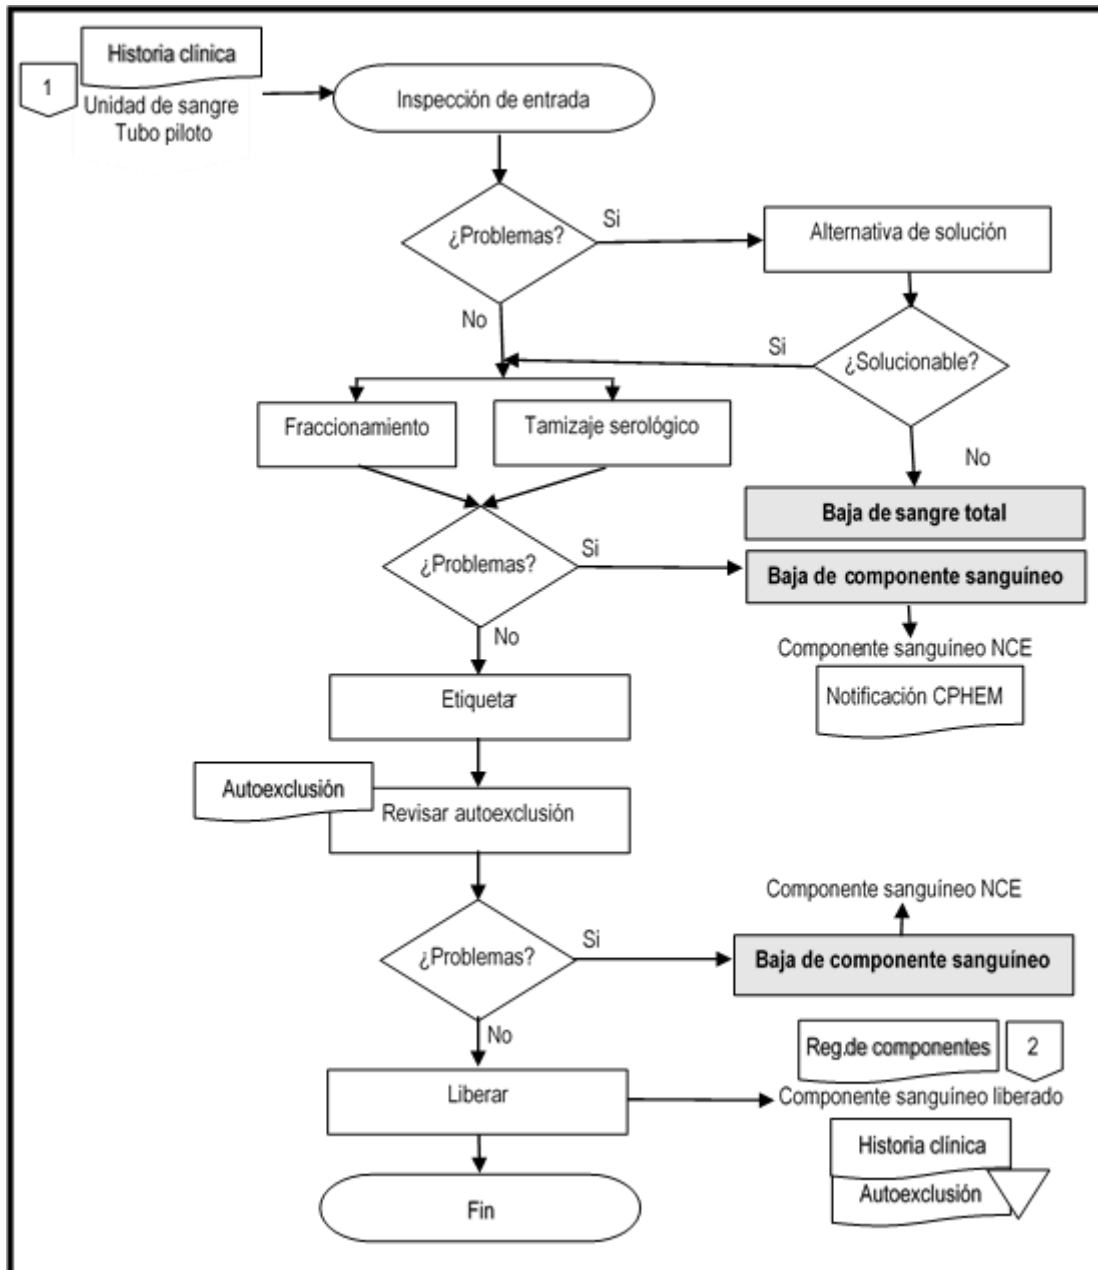 Historia clínica
1
Unidad de sangre
Tubo piloto
Inspección de entrada
¿Problemas?
Si
Alternativa de solución
No
Si
¿Solucionable?
Fraccionamiento
Tamizaje serológico
No
Baja de sangre total
¿Problemas?
Si
Baja de componente sanguíneo
No
Componente sanguíneo NCE
Notificación CPHEM
Etiquetar
Autoexclusión
Revisar autoexclusión
Componente sanguíneo NCE
¿Problemas?
Si
Baja de componente sanguíneo
No
Reg.de componentes
2
Liberar
Componente sanguíneo liberado
Historia clínica
Autoexclusión
Fin